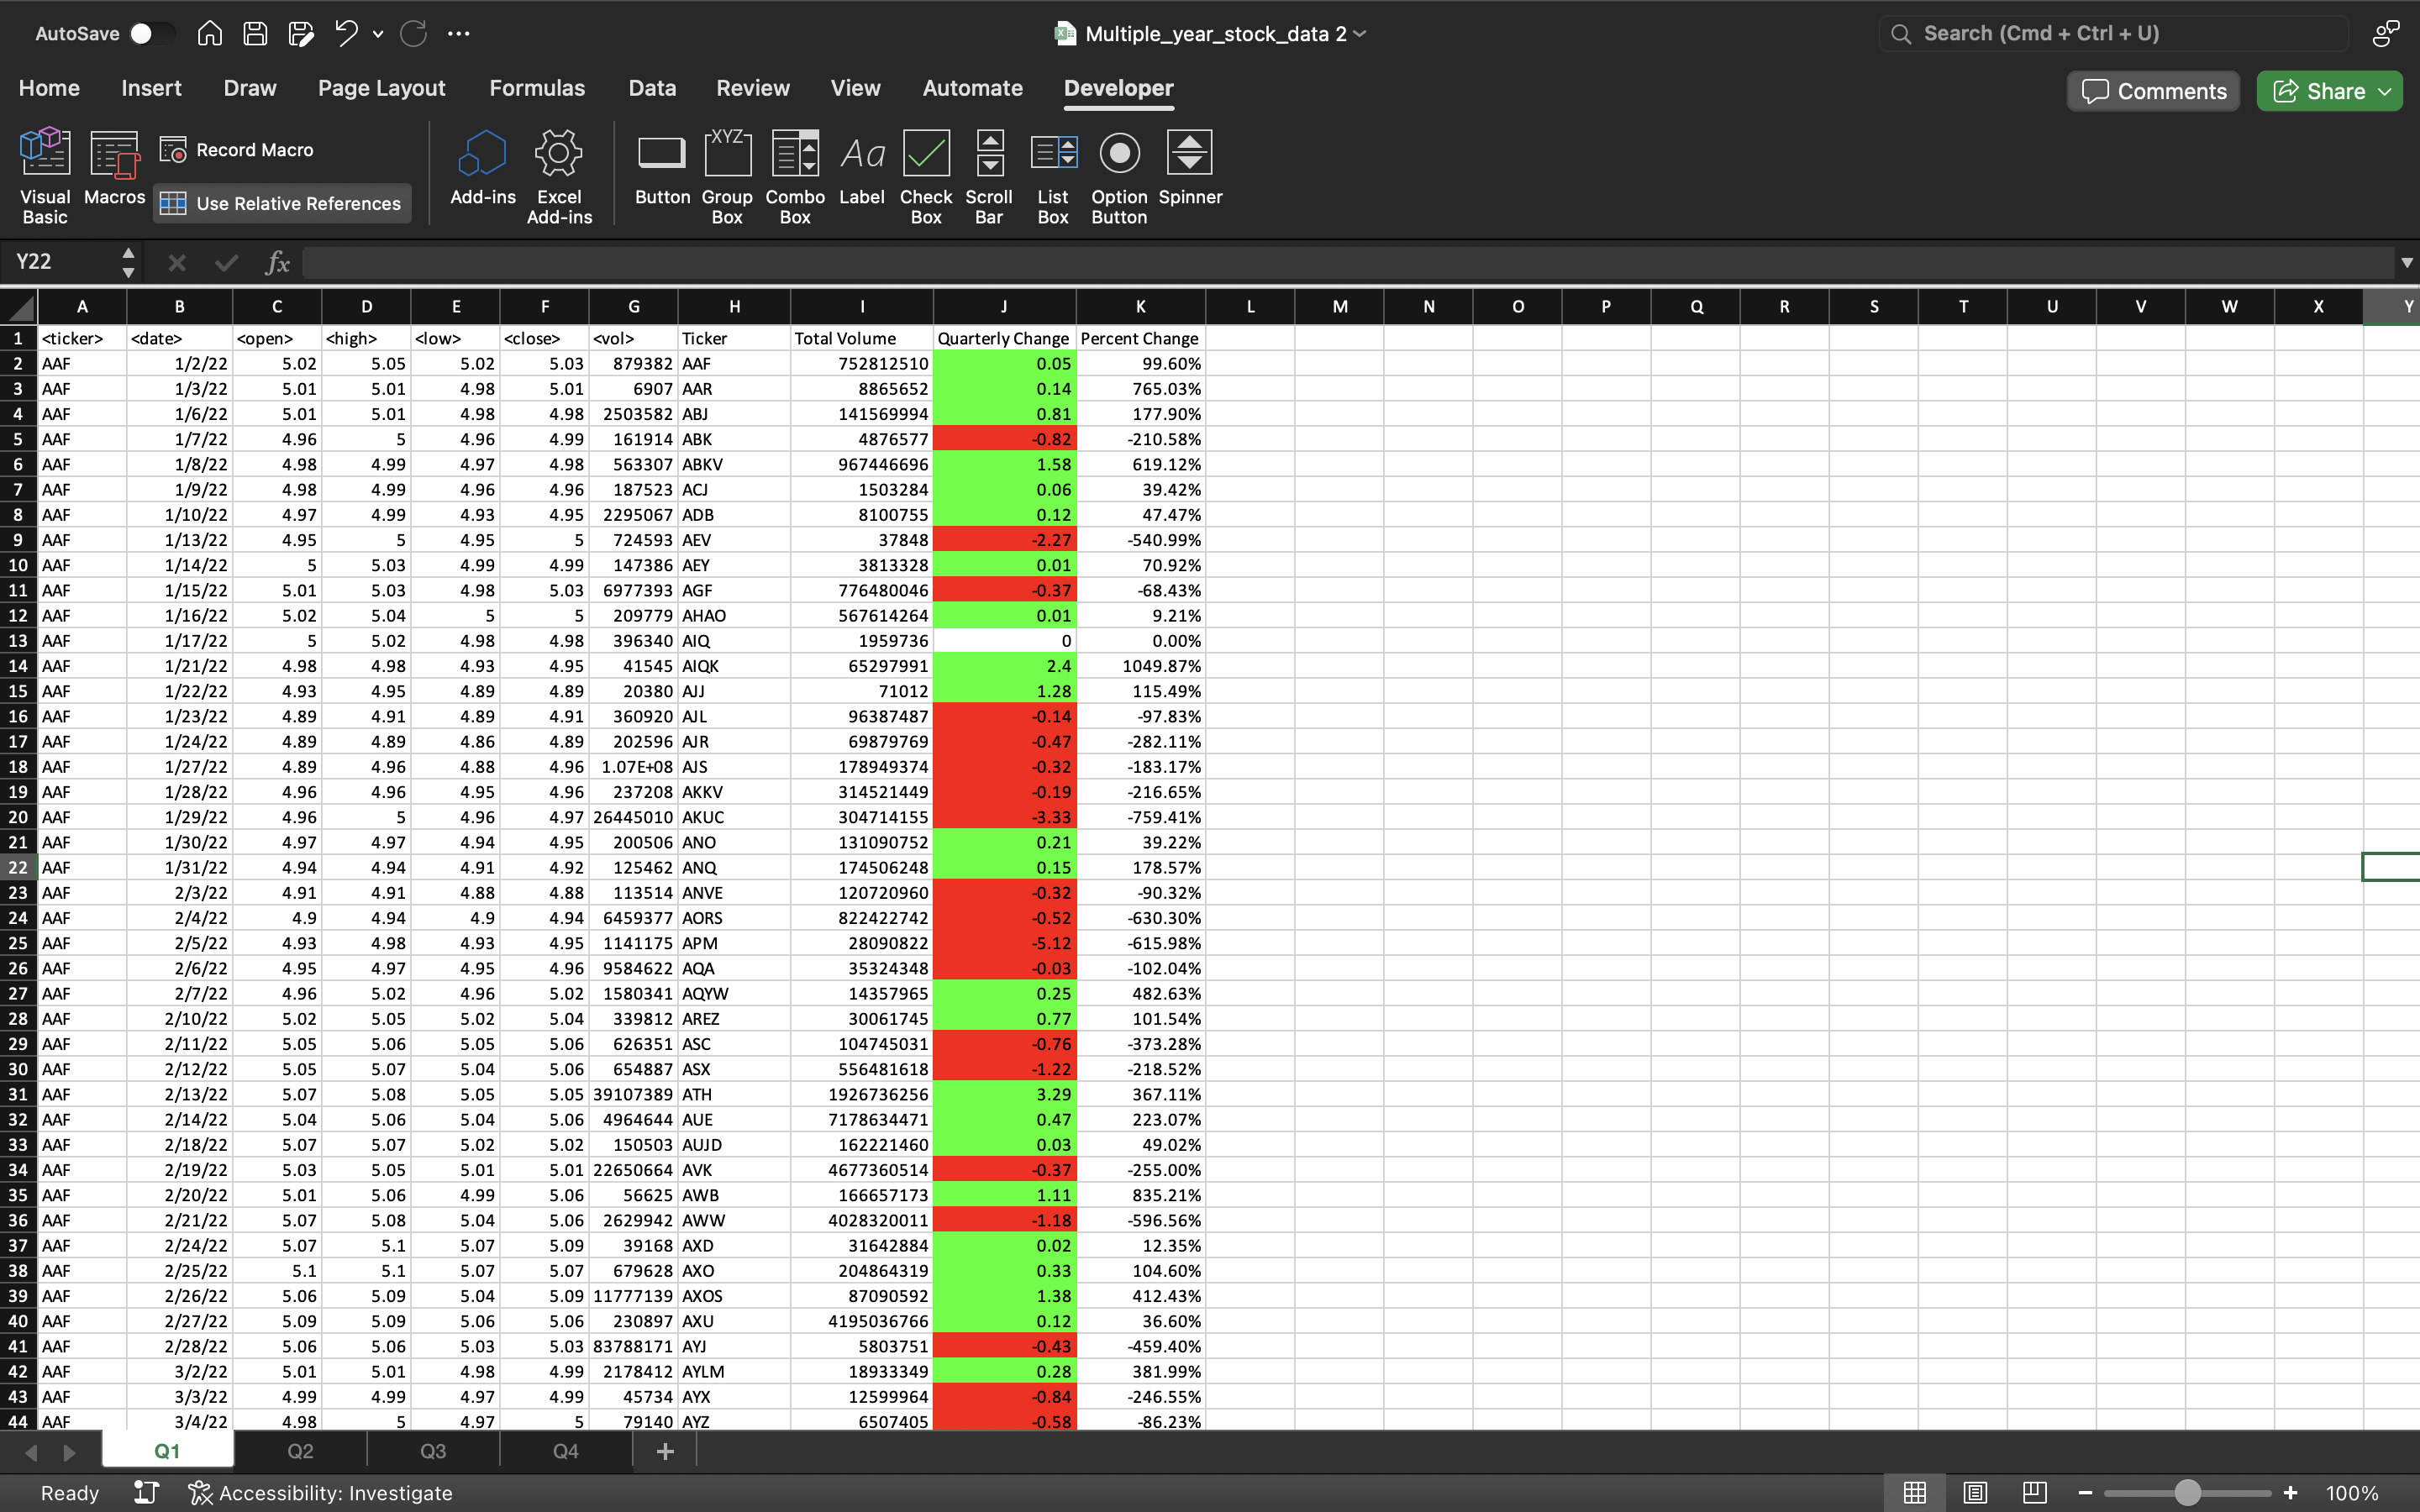 AutoSave
Multiple_year_stock_data 2
Search (Cmd + Ctrl + U)
Home Insert Draw Page Layout Formulas Data Review View Automate Developer
Comments Share
Visual Basic
Macros
Record Macro
Use Relative References
Add-ins
Excel Add-ins
Button
XYZ
Group Box
Combo Box
Aa
Label
Check Box
Scroll Bar
List Box
Option Button
Spinner
Y22 fx
A B C D E F G H I J K L M N O P Q R S T U V W X Y
1 <ticker> <date> <open> <high> <low> <close> <vol> Ticker Total Volume Quarterly Change Percent Change
2 AAF 1/2/22 5.02 5.05 5.02 5.03 879382 AAF 752812510 0.05 99.60%
3 AAF 1/3/22 5.01 5.01 4.98 5.01 6907 AAR 8865652 0.14 765.03%
4 AAF 1/6/22 5.01 5.01 4.98 4.98 2503582 ABJ 141569994 0.81 177.90%
5 AAF 1/7/22 4.96 5 4.96 4.99 161914 ABK 4876577 -0.82 -210.58%
6 AAF 1/8/22 4.98 4.99 4.97 4.98 563307 ABKV 967446696 1.58 619.12%
7 AAF 1/9/22 4.98 4.99 4.96 4.96 187523 ACJ 1503284 0.06 39.42%
8 AAF 1/10/22 4.97 4.99 4.93 4.95 2295067 ADB 8100755 0.12 47.47%
9 AAF 1/13/22 4.95 5 4.95 5 724593 AEV 37848 -2.27 -540.99%
10 AAF 1/14/22 5 5.03 4.99 4.99 147386 AEY 3813328 0.01 70.92%
11 AAF 1/15/22 5.01 5.03 4.98 5.03 6977393 AGF 776480046 -0.37 -68.43%
12 AAF 1/16/22 5.02 5.04 5 5 209779 AHAO 567614264 0.01 9.21%
13 AAF 1/17/22 5 5.02 4.98 4.98 396340 AIQ 1959736 0 0.00%
14 AAF 1/21/22 4.98 4.98 4.93 4.95 41545 AIQK 65297991 2.4 1049.87%
15 AAF 1/22/22 4.93 4.95 4.89 4.89 20380 AJJ 71012 1.28 115.49%
16 AAF 1/23/22 4.89 4.91 4.89 4.91 360920 AJL 96387487 -0.14 -97.83%
17 AAF 1/24/22 4.89 4.89 4.86 4.89 202596 AJR 69879769 -0.47 -282.11%
18 AAF 1/27/22 4.89 4.96 4.88 4.96 1.07E+08 AJS 178949374 -0.32 -183.17%
19 AAF 1/28/22 4.96 4.96 4.95 4.96 237208 AKKV 314521449 -0.19 -216.65%
20 AAF 1/29/22 4.96 5 4.96 4.97 26445010 AKUC 304714155 -3.33 -759.41%
21 AAF 1/30/22 4.97 4.97 4.94 4.95 200506 ANO 131090752 0.21 39.22%
22 AAF 1/31/22 4.94 4.94 4.91 4.92 125462 ANQ 174506248 0.15 178.57%
23 AAF 2/3/22 4.91 4.91 4.88 4.88 113514 ANVE 120720960 -0.32 -90.32%
24 AAF 2/4/22 4.9 4.94 4.9 4.94 6459377 AORS 822422742 -0.52 -630.30%
25 AAF 2/5/22 4.93 4.98 4.93 4.95 1141175 APM 28090822 -5.12 -615.98%
26 AAF 2/6/22 4.95 4.97 4.95 4.96 9584622 AQA 35324348 -0.03 -102.04%
27 AAF 2/7/22 4.96 5.02 4.96 5.02 1580341 AQYW 14357965 0.25 482.63%
28 AAF 2/10/22 5.02 5.05 5.02 5.04 339812 AREZ 30061745 0.77 101.54%
29 AAF 2/11/22 5.05 5.06 5.05 5.06 626351 ASC 104745031 -0.76 -373.28%
30 AAF 2/12/22 5.05 5.07 5.04 5.06 654887 ASX 556481618 -1.22 -218.52%
31 AAF 2/13/22 5.07 5.08 5.05 5.05 39107389 ATH 1926736256 3.29 367.11%
32 AAF 2/14/22 5.04 5.06 5.04 5.06 4964644 AUE 7178634471 0.47 223.07%
33 AAF 2/18/22 5.07 5.07 5.02 5.02 150503 AUJD 162221460 0.03 49.02%
34 AAF 2/19/22 5.03 5.05 5.01 5.01 22650664 AVK 4677360514 -0.37 -255.00%
35 AAF 2/20/22 5.01 5.06 4.99 5.06 56625 AWB 166657173 1.11 835.21%
36 AAF 2/21/22 5.07 5.08 5.04 5.06 2629942 AWW 4028320011 -1.18 -596.56%
37 AAF 2/24/22 5.07 5.1 5.07 5.09 39168 AXD 31642884 0.02 12.35%
38 AAF 2/25/22 5.1 5.1 5.07 5.07 679628 AXO 204864319 0.33 104.60%
39 AAF 2/26/22 5.06 5.09 5.04 5.09 11777139 AXOS 87090592 1.38 412.43%
40 AAF 2/27/22 5.09 5.09 5.06 5.06 230897 AXU 4195036766 0.12 36.60%
41 AAF 2/28/22 5.06 5.06 5.03 5.03 83788171 AYJ 5803751 -0.43 -459.40%
42 AAF 3/2/22 5.01 5.01 4.98 4.99 2178412 AYLM 18933349 0.28 381.99%
43 AAF 3/3/22 4.99 4.99 4.97 4.99 45734 AYX 12599964 -0.84 -246.55%
44 AAF 3/4/22 4.98 5 4.97 5 79140 AYZ 6507405 -0.58 -86.23%
Q1 Q2 Q3 Q4 +
Ready Accessibility: Investigate 100%